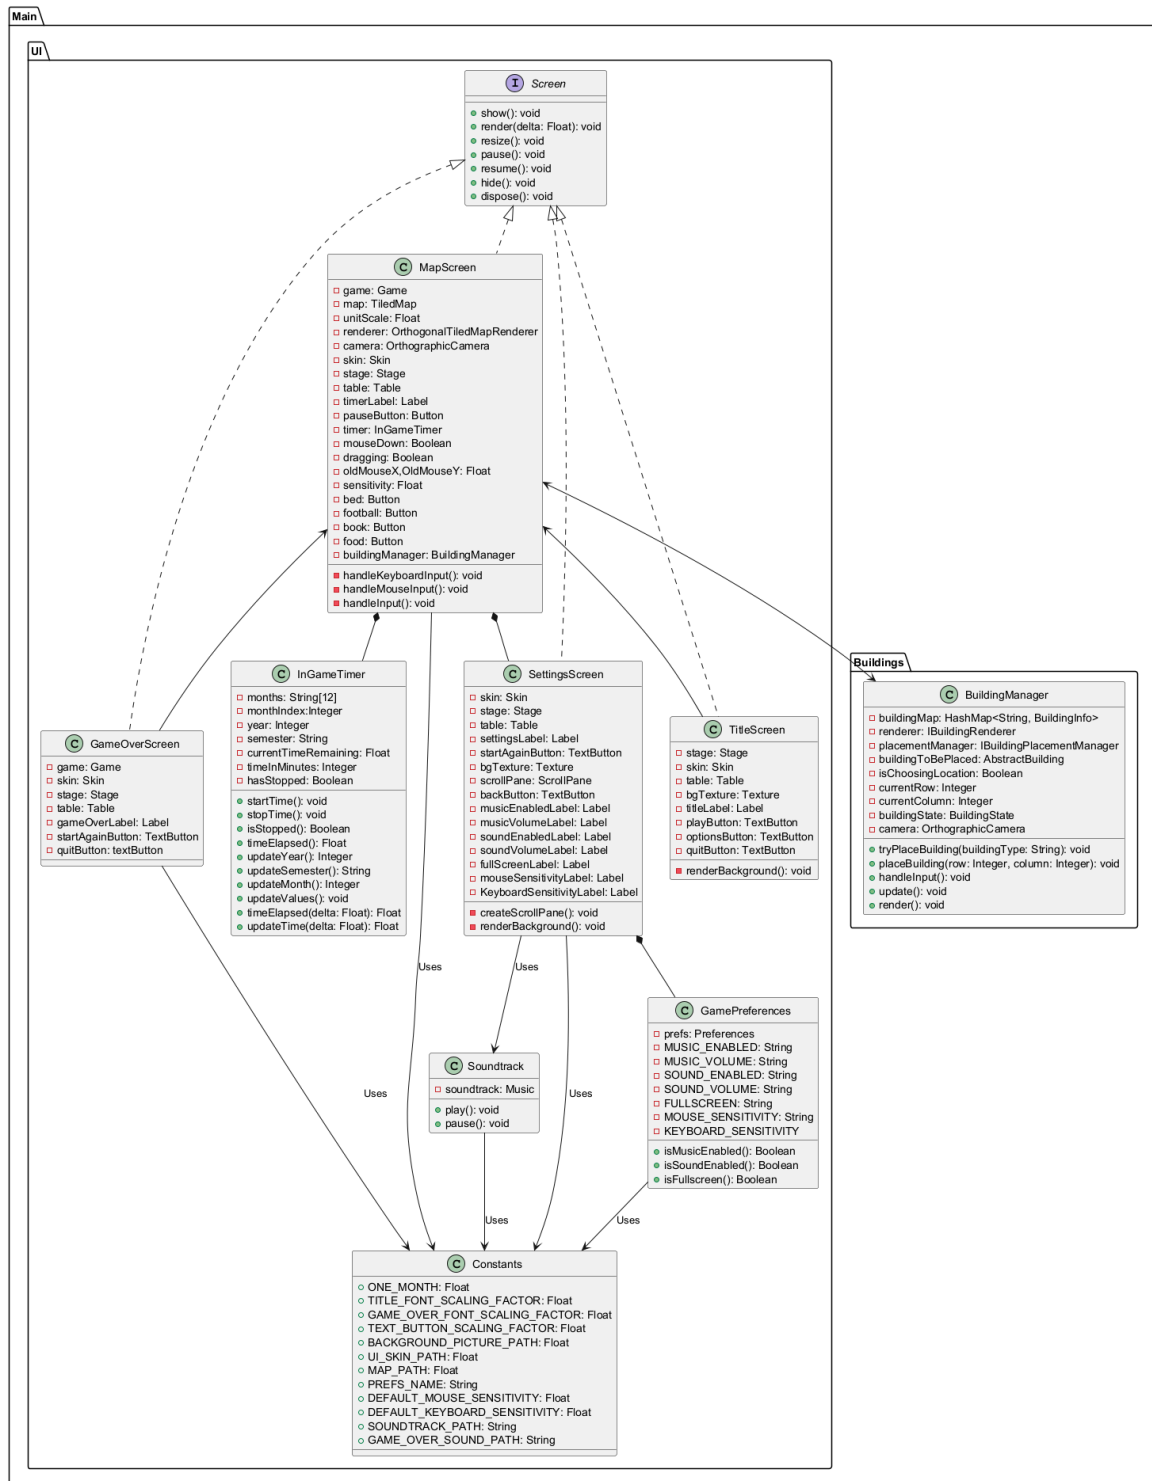 Main
UI
I Screen
show(): void
render(delta: Float): void
resize(): void
pause(): void
resume(): void
hide(): void
dispose(): void
C MapScreen
game: Game
map: TiledMap
unitScale: Float
renderer: OrthogonalTiledMapRenderer
camera: OrthographicCamera
skin: Skin
stage: Stage
table: Table
timerLabel: Label
pauseButton: Button
timer: InGameTimer
mouseDown: Boolean
dragging: Boolean
oldMouseX,OldMouseY: Float
sensitivity: Float
bed: Button
football: Button
book: Button
food: Button
buildingManager: BuildingManager
handleKeyboardInput(): void
handleMouseInput(): void
handleInput(): void
C GameOverScreen
game: Game
skin: Skin
stage: Stage
table: Table
gameOverLabel: Label
startAgainButton: TextButton
quitButton: textButton
C InGameTimer
months: String[12]
monthIndex:Integer
year: Integer
semester: String
currentTimeRemaining: Float
timeInMinutes: Integer
hasStopped: Boolean
startTime(): void
stopTime(): void
isStopped(): Boolean
timeElapsed(): Float
updateYear(): Integer
updateSemester(): String
updateMonth(): Integer
updateValues(): void
timeElapsed(delta: Float): Float
updateTime(delta: Float): Float
C SettingsScreen
skin: Skin
stage: Stage
table: Table
settingsLabel: Label
startAgainButton: TextButton
bgTexture: Texture
scrollPane: ScrollPane
backButton: TextButton
musicEnabledLabel: Label
musicVolumeLabel: Label
soundEnabledLabel: Label
soundVolumeLabel: Label
fullScreenLabel: Label
mouseSensitivityLabel: Label
KeyboardSensitivityLabel: Label
createScrollPane(): void
renderBackground(): void
C TitleScreen
stage: Stage
skin: Skin
table: Table
bgTexture: Texture
titleLabel: Label
playButton: TextButton
optionsButton: TextButton
quitButton: TextButton
renderBackground(): void
Buildings
C BuildingManager
buildingMap: HashMap<String, BuildingInfo>
renderer: IBuildingRenderer
placementManager: IBuildingPlacementManager
buildingToBePlaced: AbstractBuilding
isChoosingLocation: Boolean
currentRow: Integer
currentColumn: Integer
buildingState: BuildingState
camera: OrthographicCamera
tryPlaceBuilding(buildingType: String): void
placeBuilding(row: Integer, column: Integer): void
handleInput(): void
update(): void
render(): void
Uses
Uses
C Soundtrack
soundtrack: Music
play(): void
pause(): void
C GamePreferences
prefs: Preferences
MUSIC_ENABLED: String
MUSIC_VOLUME: String
SOUND_ENABLED: String
SOUND_VOLUME: String
FULLSCREEN: String
MOUSE_SENSITIVITY: String
KEYBOARD_SENSITIVITY
isMusicEnabled(): Boolean
isSoundEnabled(): Boolean
isFullscreen(): Boolean
Uses
Uses
Uses
Uses
C Constants
ONE_MONTH: Float
TITLE_FONT_SCALING_FACTOR: Float
GAME_OVER_FONT_SCALING_FACTOR: Float
TEXT_BUTTON_SCALING_FACTOR: Float
BACKGROUND_PICTURE_PATH: Float
UI_SKIN_PATH: Float
MAP_PATH: Float
PREFS_NAME: String
DEFAULT_MOUSE_SENSITIVITY: Float
DEFAULT_KEYBOARD_SENSITIVITY: Float
SOUNDTRACK_PATH: String
GAME_OVER_SOUND_PATH: String